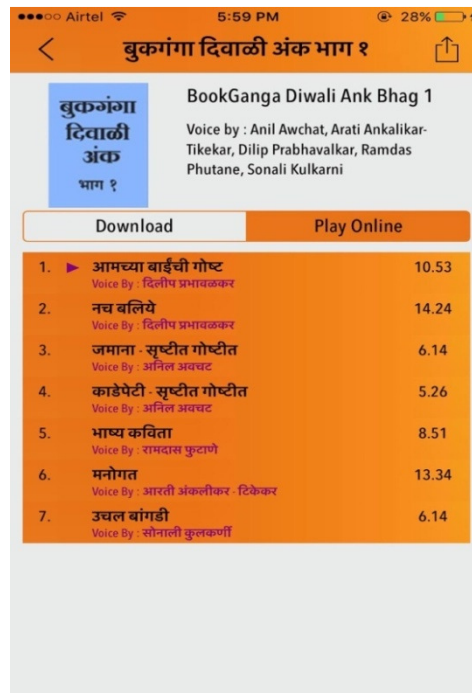 Airtel 5:59 PM 28%
बुकगंगा दिवाळी अंक भाग १
बुकगंगा
दिवाळी
अंक
भाग १
BookGanga Diwali Ank Bhag 1
Voice by : Anil Awchat, Arati Ankalikar-
Tikekar, Dilip Prabhavalkar, Ramdas
Phutane, Sonali Kulkarni
Download Play Online
1. आमच्या बाईंची गोष्ट 10.53
Voice By : दिलीप प्रभावळकर
2. नच बलिये 14.24
Voice By : दिलीप प्रभावळकर
3. जमाना - सृष्टीत गोष्टीत 6.14
Voice By : अनिल अवचट
4. काडेपेटी - सृष्टीत गोष्टीत 5.26
Voice By : अनिल अवचट
5. भाष्य कविता 8.51
Voice By : रामदास फुटाणे
6. मनोगत 13.34
Voice By : आरती अंकलीकर - टिकेकर
7. उचल बांगडी 6.14
Voice By : सोनाली कुलकर्णी